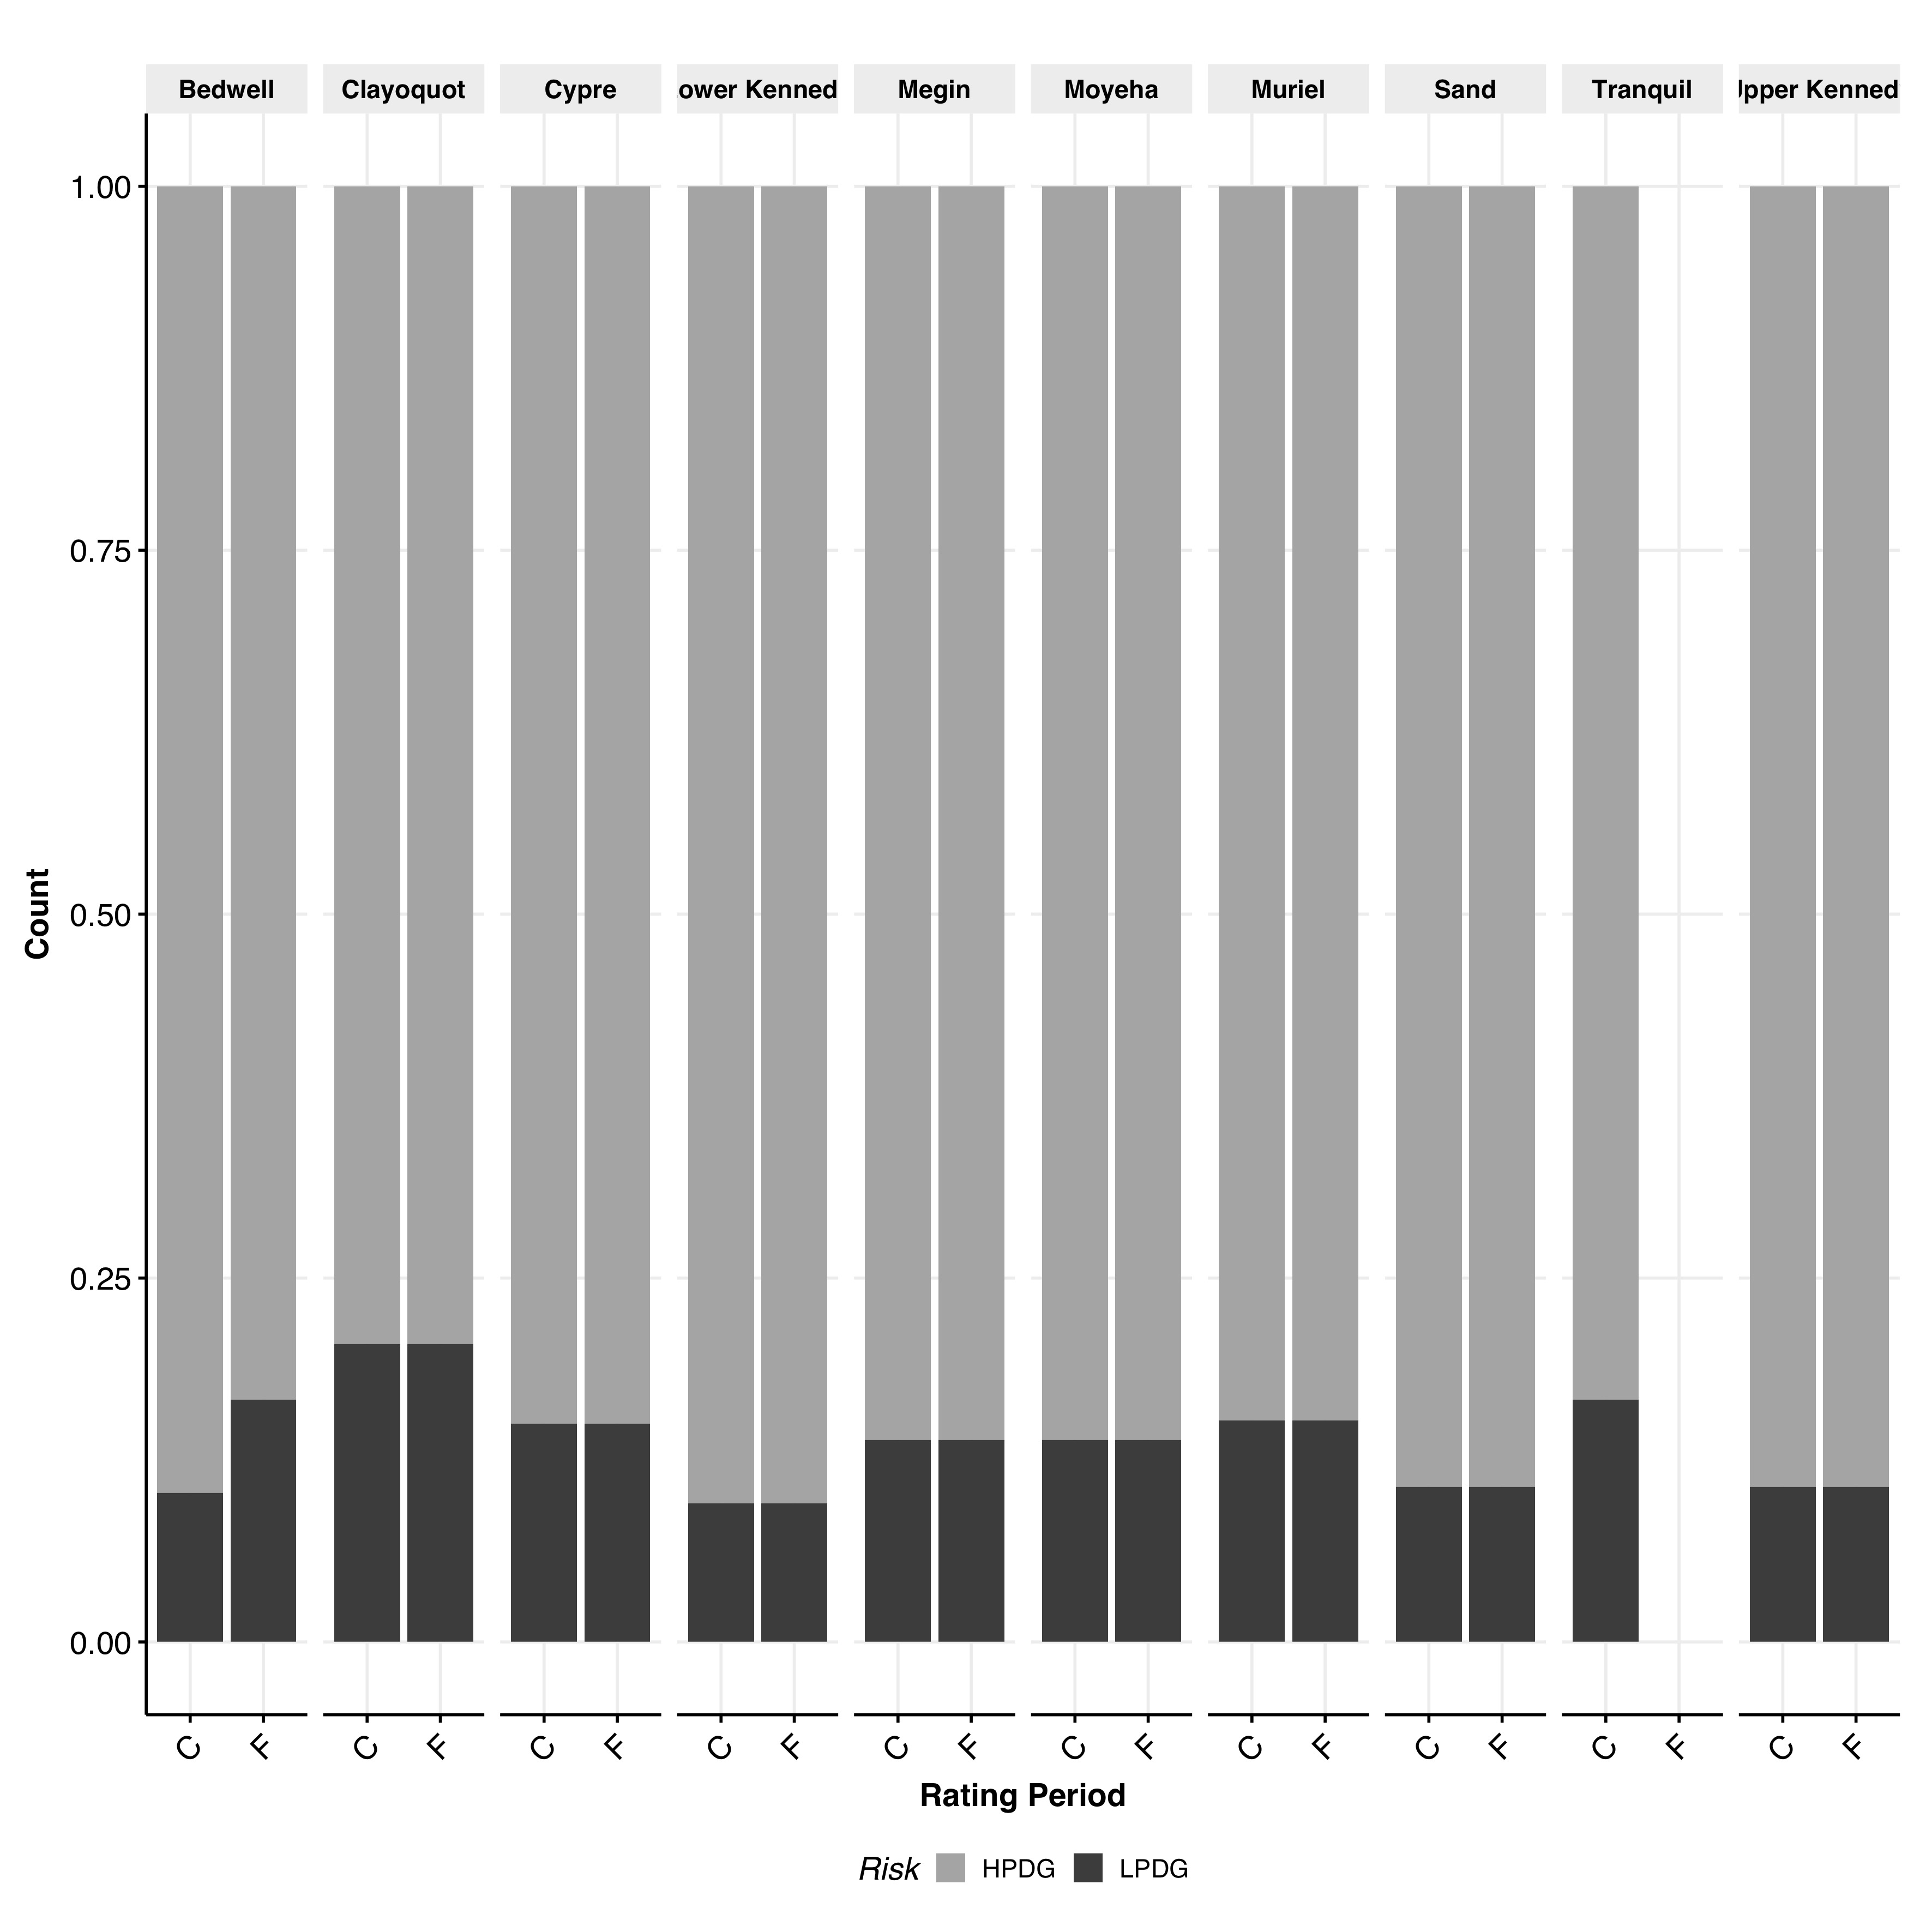 Bedwell Clayoquot Cypre ower Kenned Megin Moyeha Muriel Sand Tranquil Upper Kenned
1.00
0.75
0.50
0.25
0.00
Count
C F C F C F C F C F C F C F C F C F C F
Rating Period
Risk HPDG LPDG